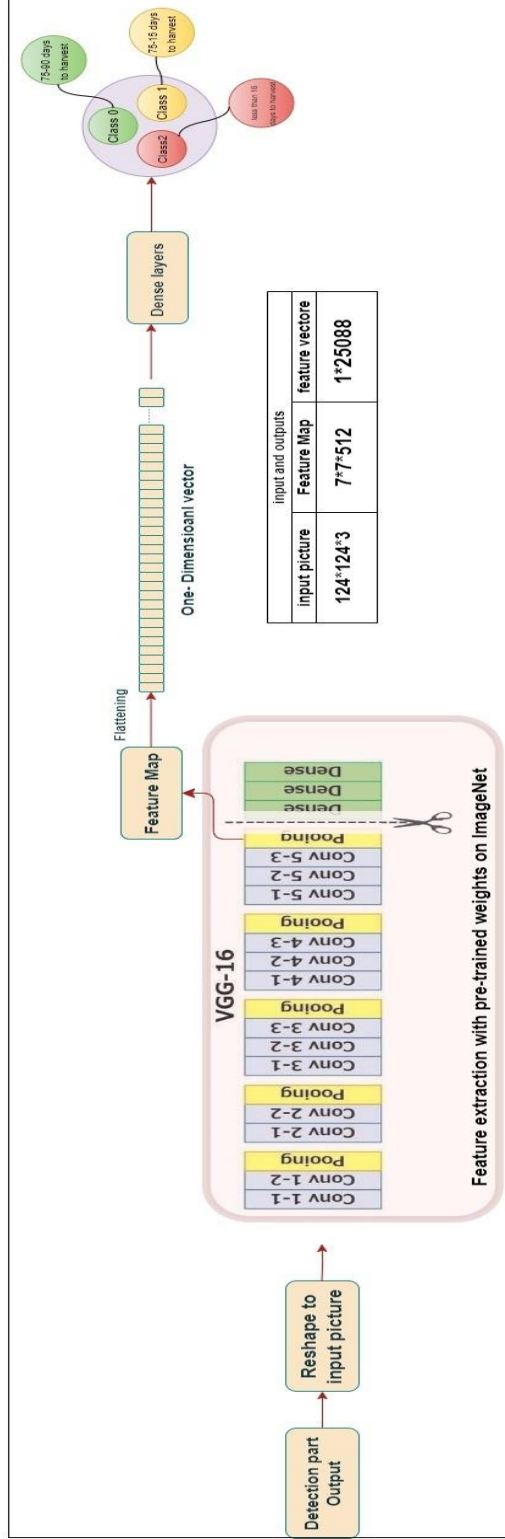 Detection part
Output
Reshape to
input picture
VGG-16
Conv 1-1
Conv 1-2
Pooing
Conv 2-1
Conv 2-2
Pooing
Conv 3-1
Conv 3-2
Conv 3-3
Pooing
Conv 4-1
Conv 4-2
Conv 4-3
Pooing
Conv 5-1
Conv 5-2
Conv 5-3
Pooing
Dense
Dense
Dense
Feature extraction with pre-trained weights on ImageNet
Feature Map
Flattening
One- Dimensioanl vector
Dense layers
Class 0
Class 1
Class2
75-90 days
to harvest
75-15 days
to harvest
less than 16
days to harvest
input and outputs
input picture Feature Map feature vectore
124*124*3 7*7*512 1*25088